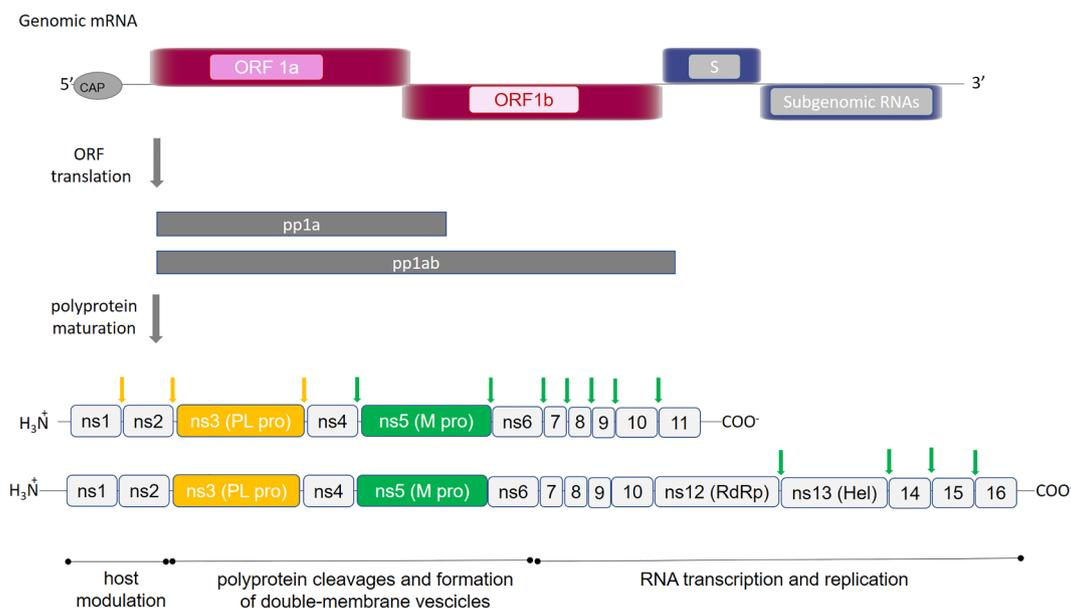 Genomic mRNA
ORF 1a
S
5’
CAP
3’
ORF1b
Subgenomic RNAs
ORF
translation
pp1a
pp1ab
polyprotein
maturation
H₃N⁺
ns1
ns2
ns3 (PL pro)
ns4
ns5 (M pro)
ns6
7
8
9
10
11
COO⁻
H₃N⁺
ns1
ns2
ns3 (PL pro)
ns4
ns5 (M pro)
ns6
7
8
9
10
ns12 (RdRp)
ns13 (Hel)
14
15
16
COO⁻
host
modulation
polyprotein cleavages and formation
of double-membrane vescicles
RNA transcription and replication